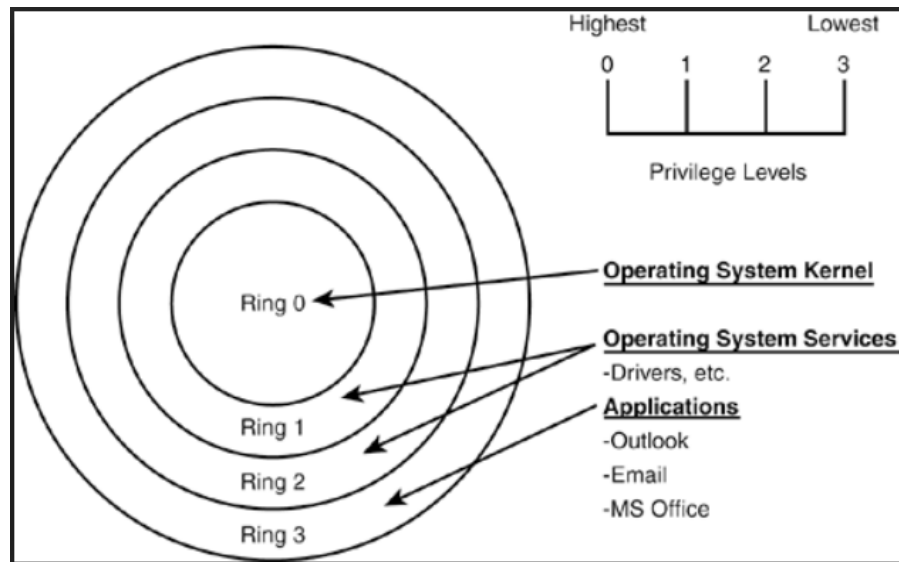 Highest Lowest
0 1 2 3
Privilege Levels
Operating System Kernel
Ring 0
Operating System Services
-Drivers, etc.
Applications
Ring 1
-Outlook
-Email
Ring 2
-MS Office
Ring 3